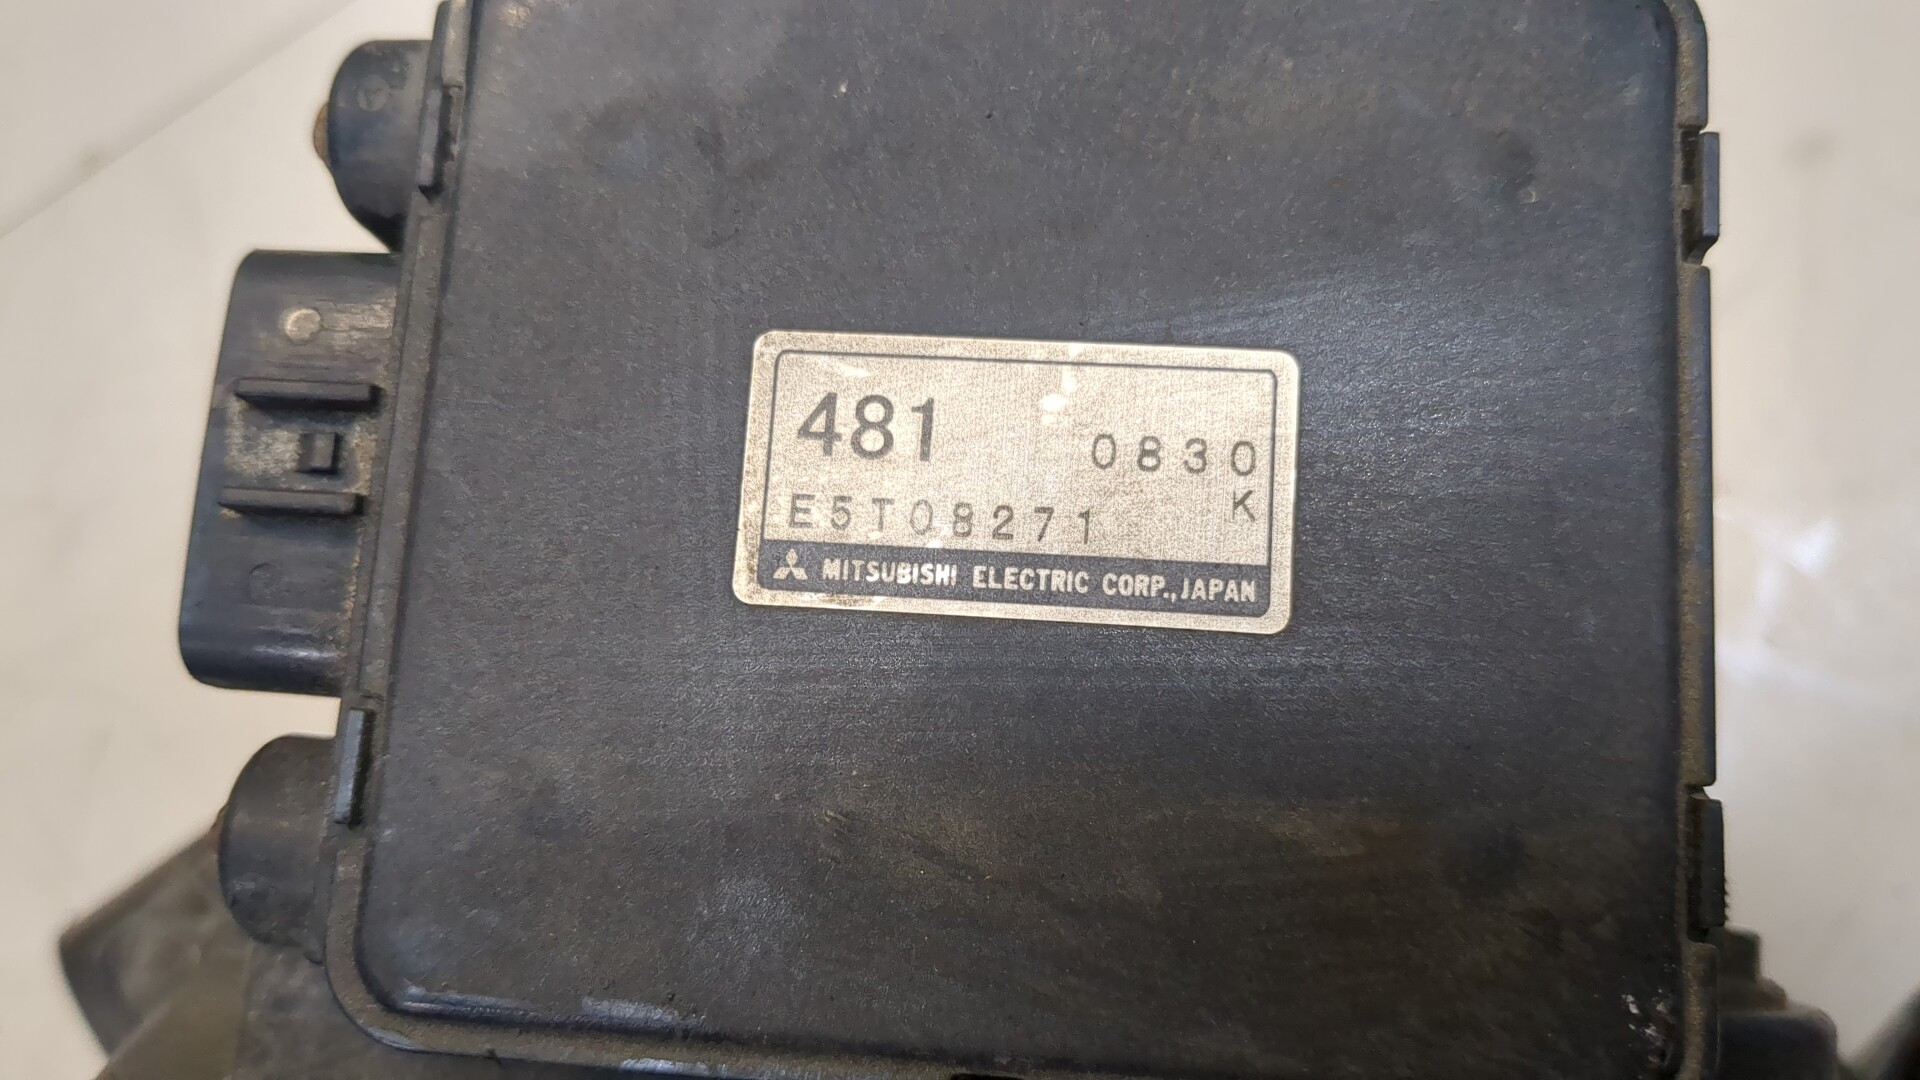 481 0830
E5T08271 K
MITSUBISHI ELECTRIC CORP., JAPAN